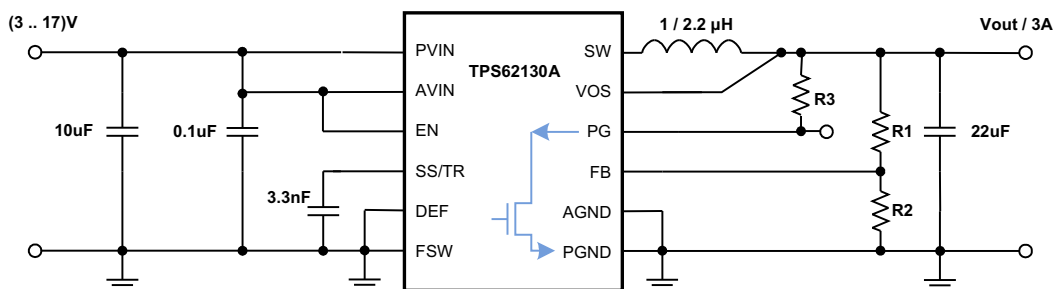 (3 .. 17)V
1 / 2.2 µH
Vout / 3A
TPS62130A
PVIN
SW
AVIN
VOS
R3
10uF
0.1uF
EN
PG
R1
22uF
SS/TR
FB
3.3nF
DEF
AGND
R2
FSW
PGND